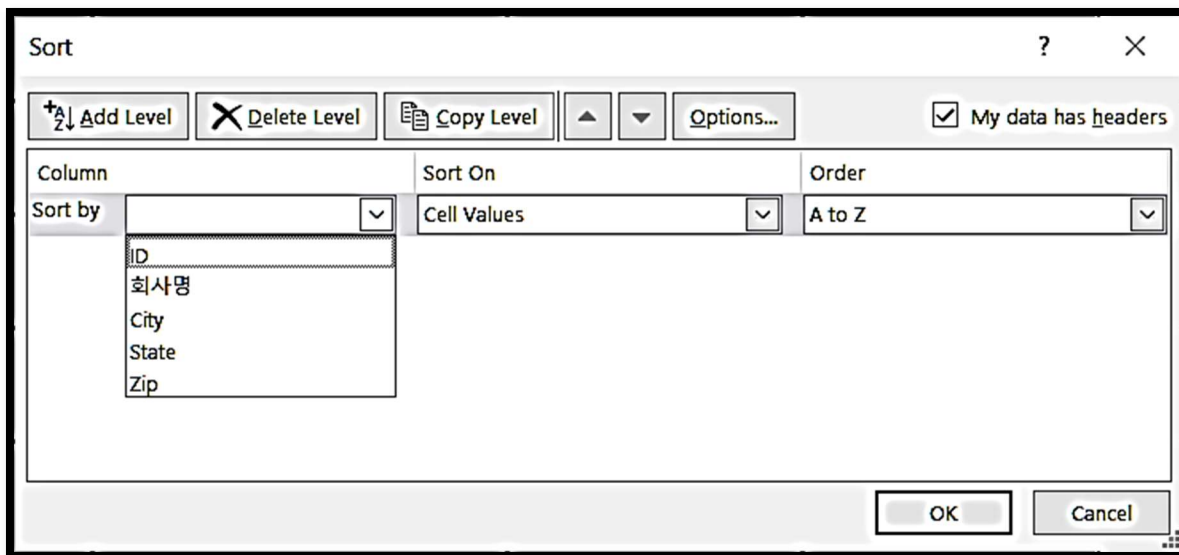 Sort ?
Add Level Delete Level Copy Level Options... My data has headers
Column Sort On Order
Sort by Cell Values A to Z
ID
회사명
City
State
Zip
OK Cancel